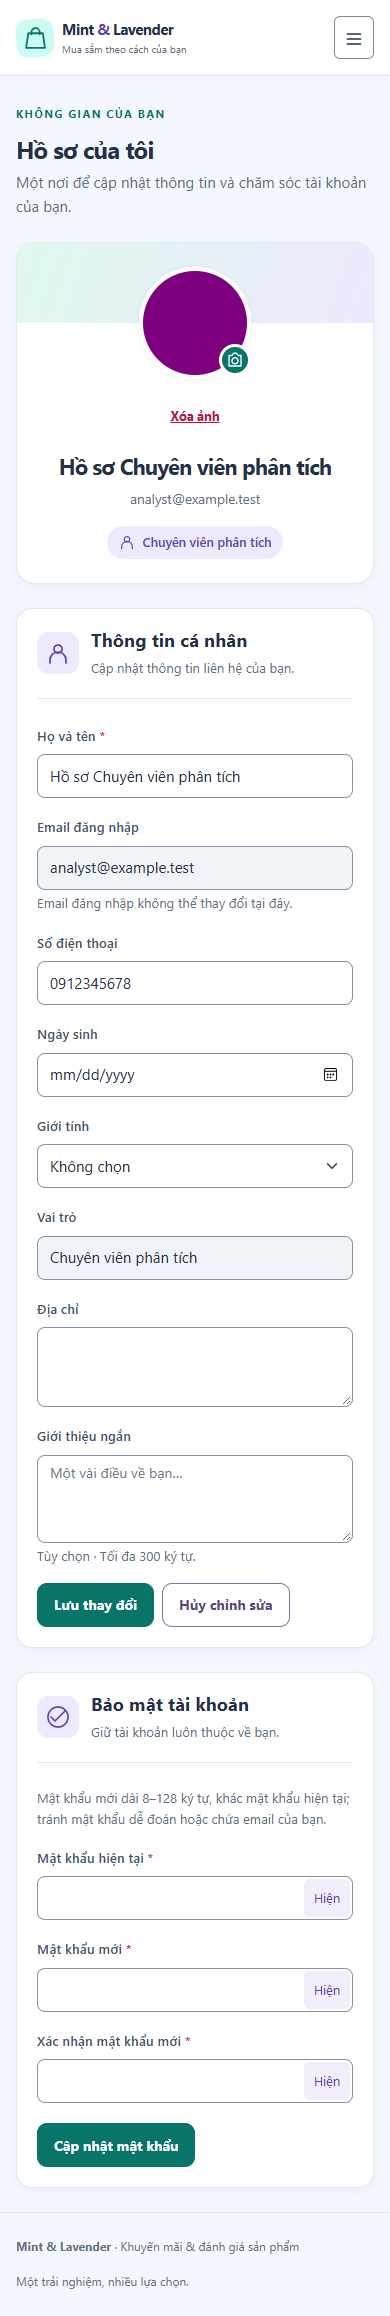 Mint & Lavender
Mua sắm theo cách của bạn
KHÔNG GIAN CỦA BẠN
Hồ sơ của tôi
Một nơi để cập nhật thông tin và chăm sóc tài khoản
của bạn.
Xóa ảnh
Hồ sơ Chuyên viên phân tích
analyst@example.test
Chuyên viên phân tích
Thông tin cá nhân
Cập nhật thông tin liên hệ của bạn.
Họ và tên *
Hồ sơ Chuyên viên phân tích
Email đăng nhập
analyst@example.test
Email đăng nhập không thể thay đổi tại đây.
Số điện thoại
0912345678
Ngày sinh
mm/dd/yyyy
Giới tính
Không chọn
Vai trò
Chuyên viên phân tích
Địa chỉ
Giới thiệu ngắn
Một vài điều về bạn...
Tùy chọn · Tối đa 300 ký tự.
Lưu thay đổi
Hủy chỉnh sửa
Bảo mật tài khoản
Giữ tài khoản luôn thuộc về bạn.
Mật khẩu mới dài 8–128 ký tự, khác mật khẩu hiện tại;
tránh mật khẩu dễ đoán hoặc chứa email của bạn.
Mật khẩu hiện tại *
Hiện
Mật khẩu mới *
Hiện
Xác nhận mật khẩu mới *
Hiện
Cập nhật mật khẩu
Mint & Lavender · Khuyến mãi & đánh giá sản phẩm
Một trải nghiệm, nhiều lựa chọn.